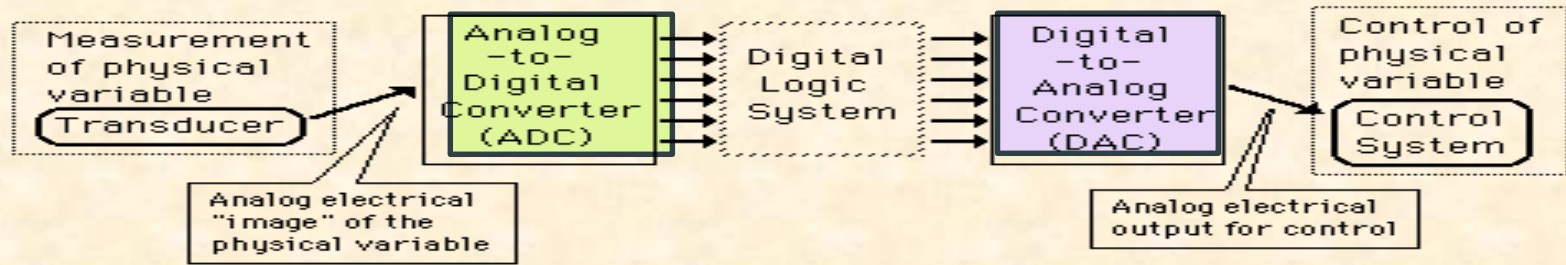 Measurement
of physical
variable
Transducer
Analog electrical
"image" of the
physical variable
Analog
-to-
Digital
Converter
(ADC)
Digital
Logic
System
Digital
-to-
Analog
Converter
(DAC)
Analog electrical
output for control
Control of
physical
variable
Control
System